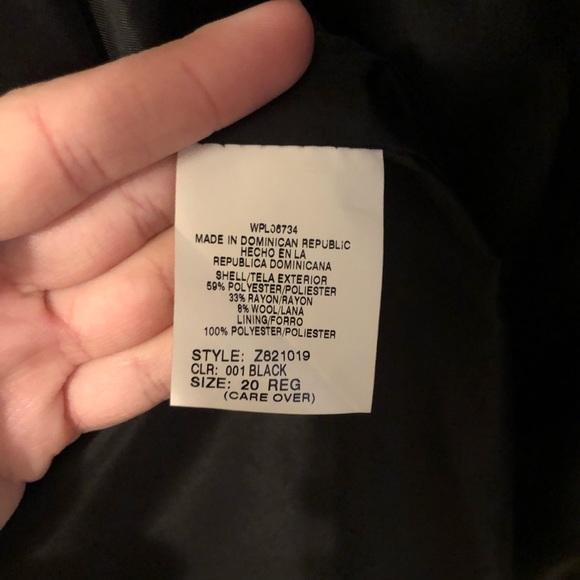 WPL08734
MADE IN DOMINICAN REPUBLIC
HECHO EN LA
REPUBLICA DOMINICANA
SHELL/TELA EXTERIOR
59% POLYESTER/POLIESTER
33% RAYON/RAYON
8% WOOL/LANA
LINING/FORRO
100% POLYESTER/POLIESTER
STYLE: Z821019
CLR: 001 BLACK
SIZE: 20 REG
(CARE OVER)